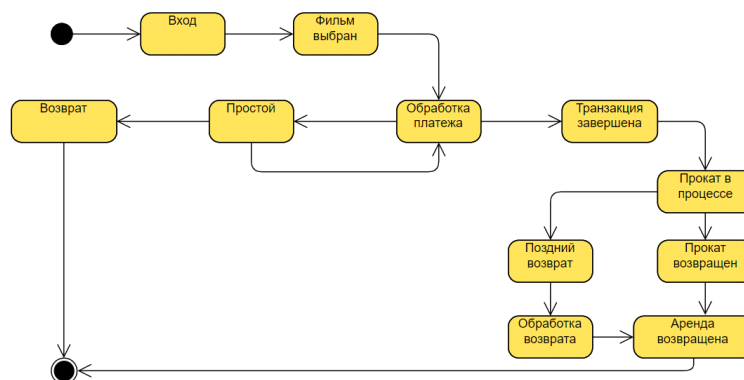 Вход
Фильм
выбран
Возврат
Простой
Обработка
платежа
Транзакция
завершена
Прокат в
процессе
Поздний
возврат
Прокат
возвращен
Обработка
возврата
Аренда
возвращена